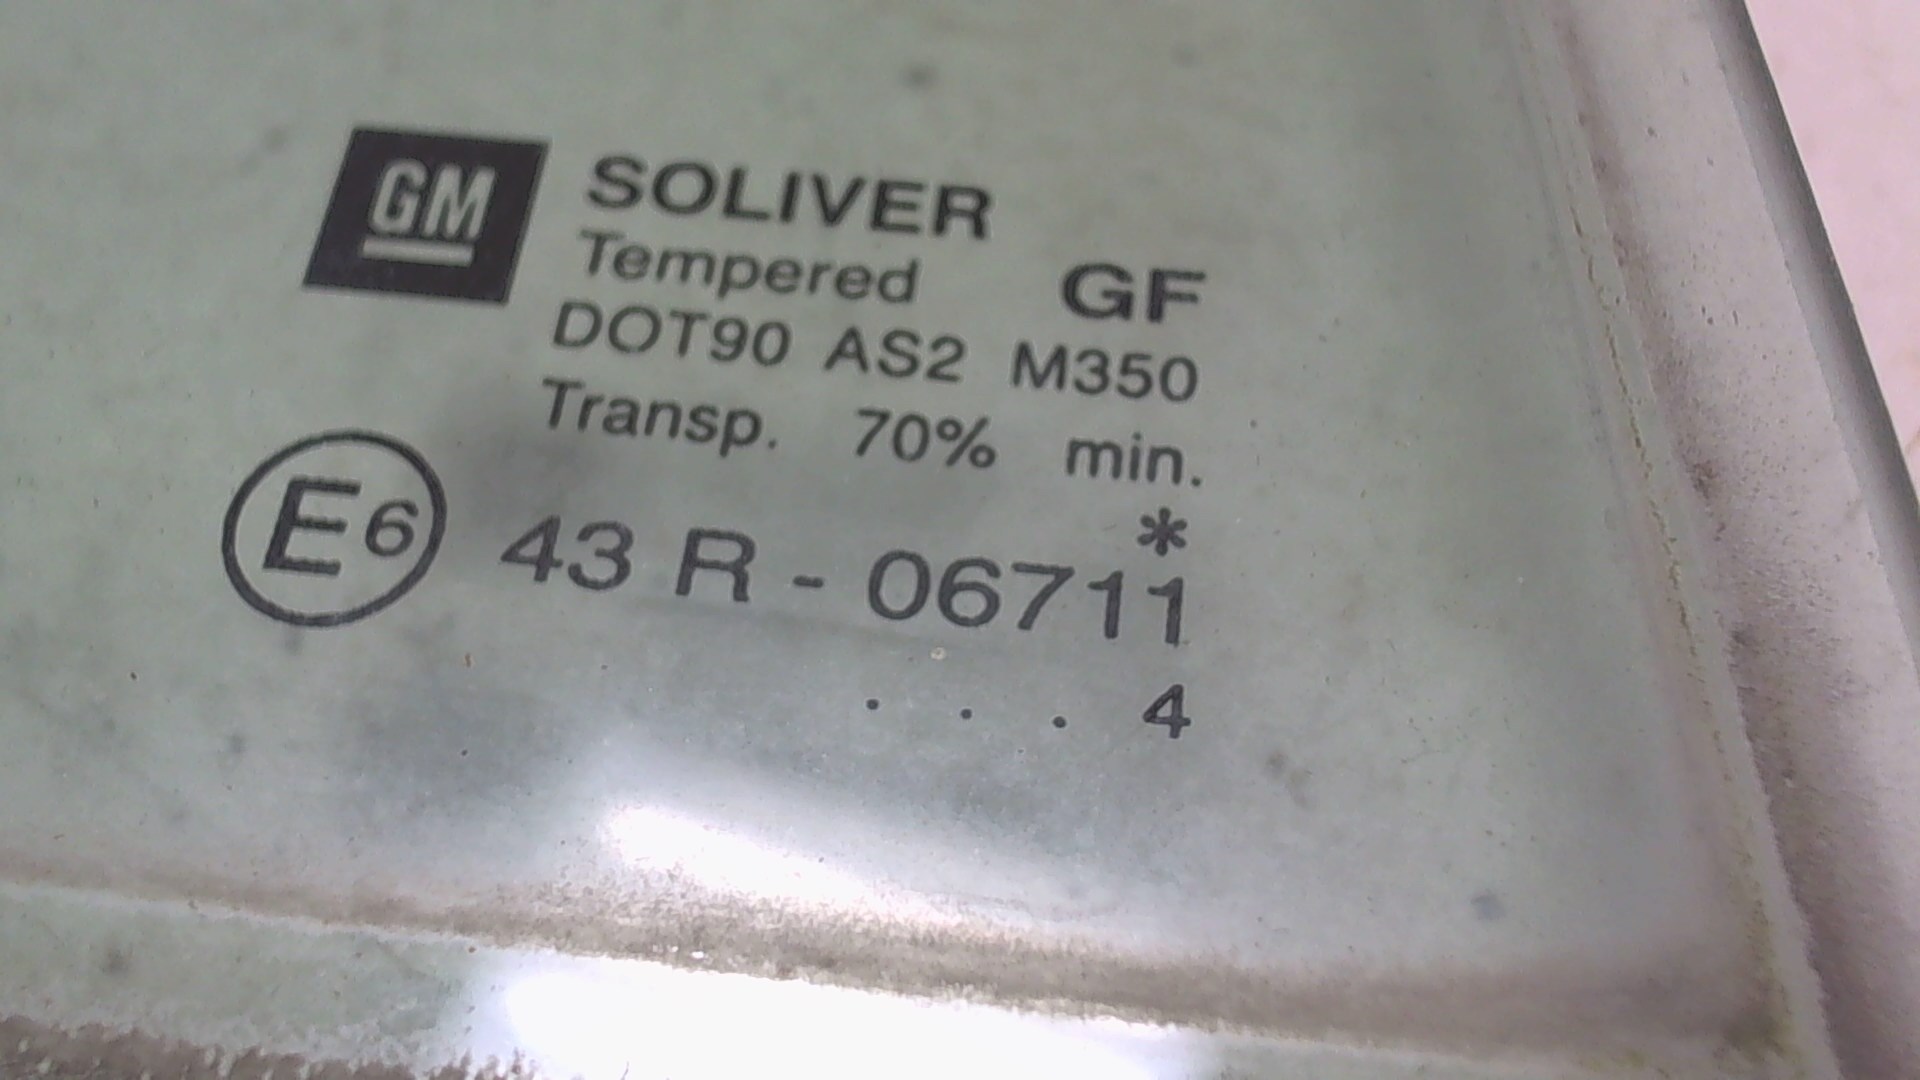 GM
SOLIVER
Tempered GF
DOT90 AS2 M350
Transp. 70% min.
*
E6 43 R - 06711
. . . 4